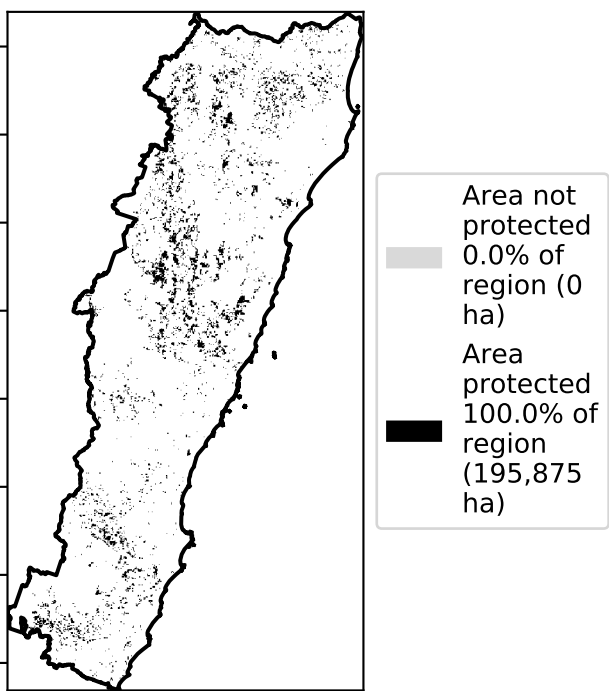 Area not
protected
0.0% of
region (0
ha)
Area
protected
100.0% of
region
(195,875
ha)